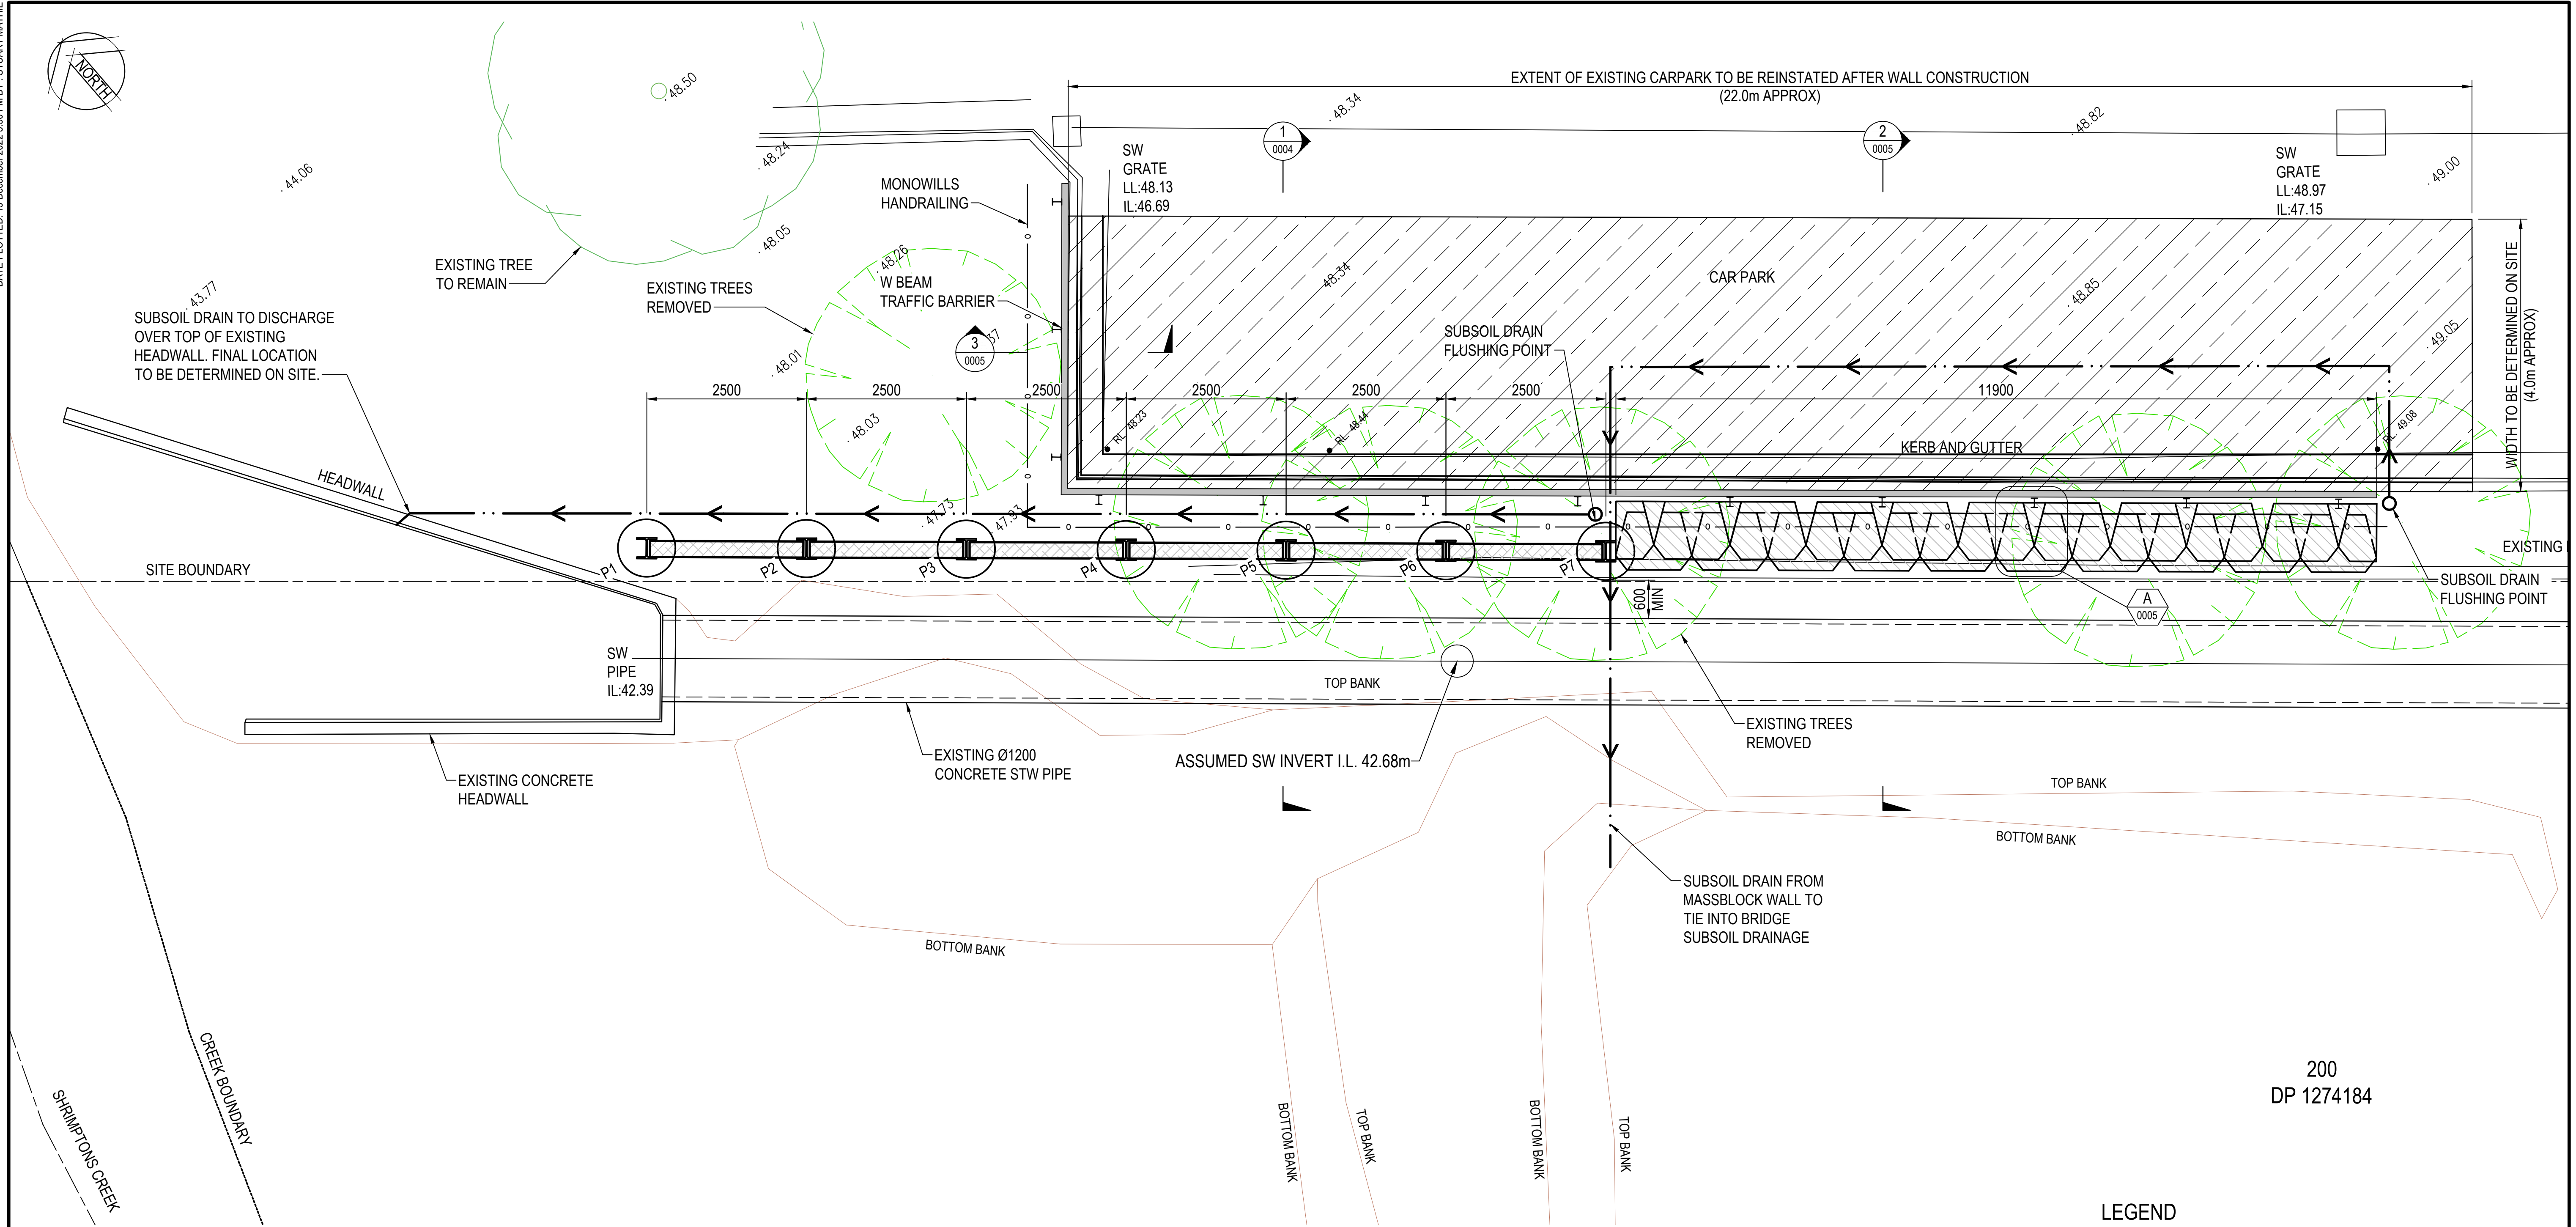 NORTH
48.50
44.06
48.24
43.77
48.05
48.26
48.01
48.03
47.73
47.93
EXTENT OF EXISTING CARPARK TO BE REINSTATED AFTER WALL CONSTRUCTION
(22.0m APPROX)
48.34
48.82
49.00
1
0004
2
0005
SW
GRATE
LL:48.13
IL:46.69
SW
GRATE
LL:48.97
IL:47.15
MONOWILLS
HANDRAILING
EXISTING TREE
TO REMAIN
EXISTING TREES
REMOVED
W BEAM
TRAFFIC BARRIER
3
0005
37
48.34
CAR PARK
48.85
49.05
WIDTH TO BE DETERMINED ON SITE
(4.0m APPROX)
SUBSOIL DRAIN TO DISCHARGE
OVER TOP OF EXISTING
HEADWALL. FINAL LOCATION
TO BE DETERMINED ON SITE.
SUBSOIL DRAIN
FLUSHING POINT
2500
2500
2500
2500
2500
2500
11900
RL 48.23
RL 48.44
RL 49.08
KERB AND GUTTER
HEADWALL
P1
P2
P3
P4
P5
P6
P7
SITE BOUNDARY
EXISTING
SUBSOIL DRAIN
FLUSHING POINT
600
MIN
A
0005
SW
PIPE
IL:42.39
TOP BANK
EXISTING Ø1200
CONCRETE STW PIPE
ASSUMED SW INVERT I.L. 42.68m
EXISTING TREES
REMOVED
EXISTING CONCRETE
HEADWALL
TOP BANK
BOTTOM BANK
SUBSOIL DRAIN FROM
MASSBLOCK WALL TO
TIE INTO BRIDGE
SUBSOIL DRAINAGE
BOTTOM BANK
CREEK BOUNDARY
SHRIMPTONS CREEK
BOTTOM BANK
TOP BANK
BOTTOM BANK
TOP BANK
200
DP 1274184
LEGEND